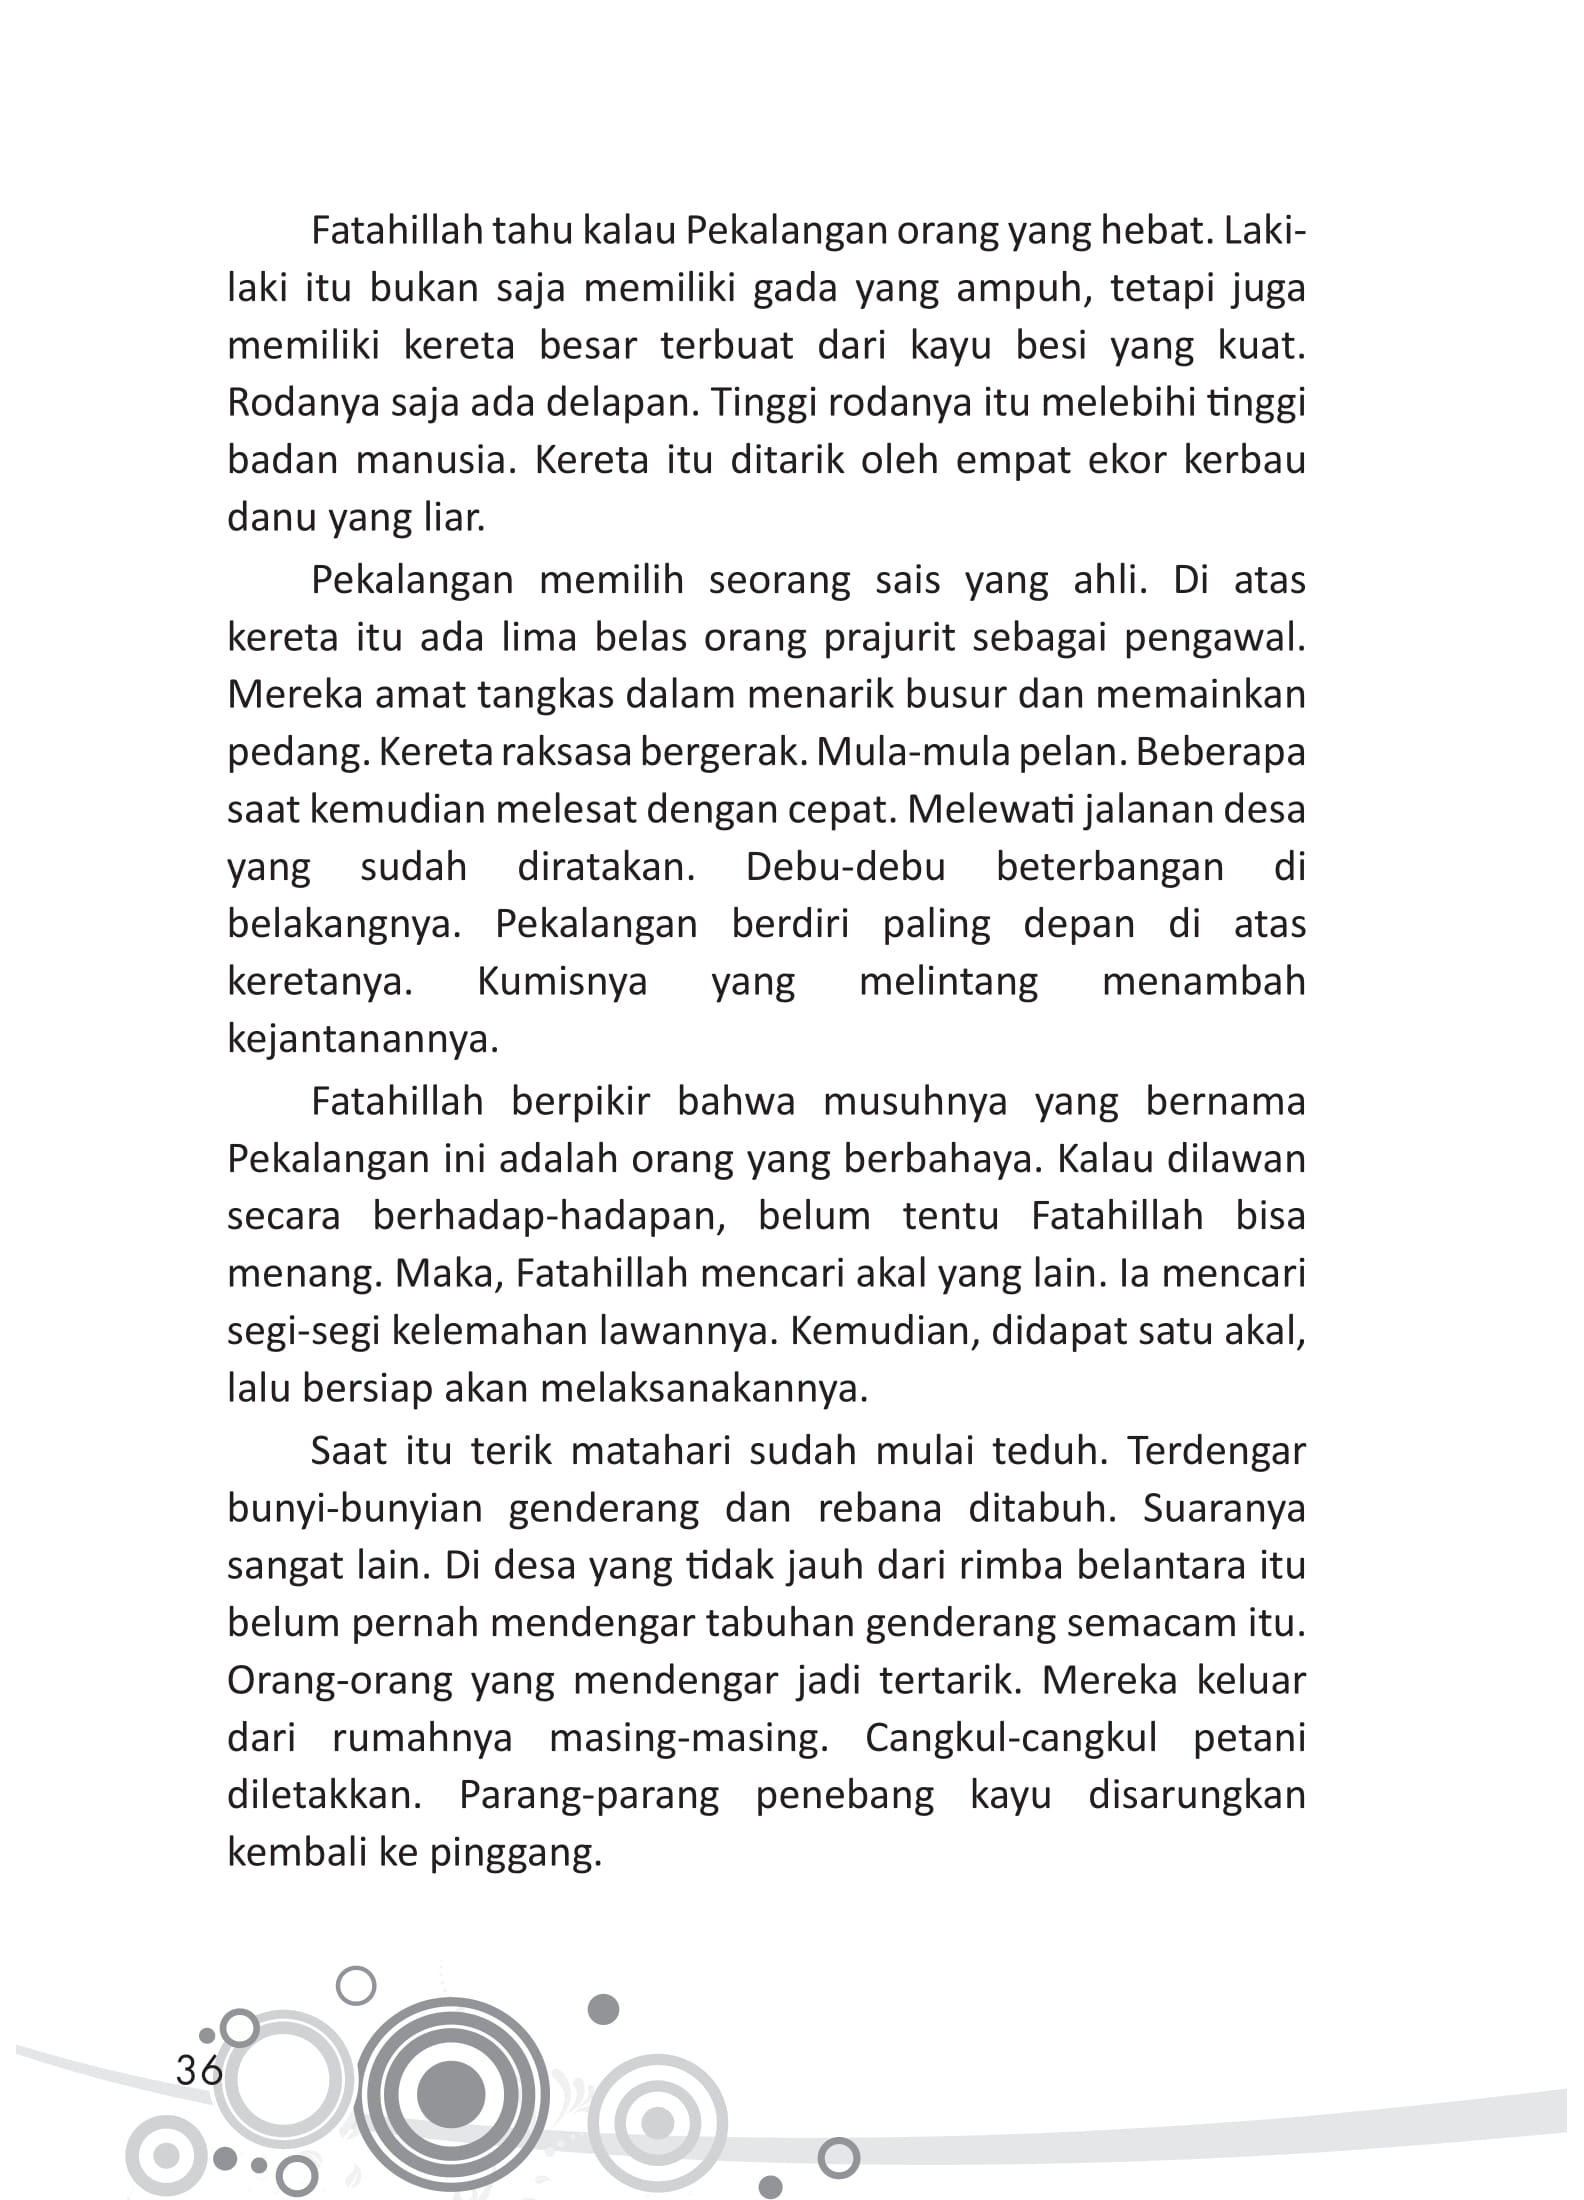 Fatahillah tahu kalau Pekalangan orang yang hebat. Laki-
laki itu bukan saja memiliki gada yang ampuh, tetapi juga
memiliki kereta besar terbuat dari kayu besi yang kuat.
Rodanya saja ada delapan. Tinggi rodanya itu melebihi tinggi
badan manusia. Kereta itu ditarik oleh empat ekor kerbau
danu yang liar.
Pekalangan memilih seorang sais yang ahli. Di atas
kereta itu ada lima belas orang prajurit sebagai pengawal.
Mereka amat tangkas dalam menarik busur dan memainkan
pedang. Kereta raksasa bergerak. Mula-mula pelan. Beberapa
saat kemudian melesat dengan cepat. Melewati jalanan desa
yang sudah diratakan. Debu-debu beterbangan di
belakangnya. Pekalangan berdiri paling depan di atas
keretanya. Kumisnya yang melintang menambah
kejantanannya.
Fatahillah berpikir bahwa musuhnya yang bernama
Pekalangan ini adalah orang yang berbahaya. Kalau dilawan
secara berhadap-hadapan, belum tentu Fatahillah bisa
menang. Maka, Fatahillah mencari akal yang lain. Ia mencari
segi-segi kelemahan lawannya. Kemudian, didapat satu akal,
lalu bersiap akan melaksanakannya.
Saat itu terik matahari sudah mulai teduh. Terdengar
bunyi-bunyian genderang dan rebana ditabuh. Suaranya
sangat lain. Di desa yang tidak jauh dari rimba belantara itu
belum pernah mendengar tabuhan genderang semacam itu.
Orang-orang yang mendengar jadi tertarik. Mereka keluar
dari rumahnya masing-masing. Cangkul-cangkul petani
diletakkan. Parang-parang penebang kayu disarungkan
kembali ke pinggang.
36